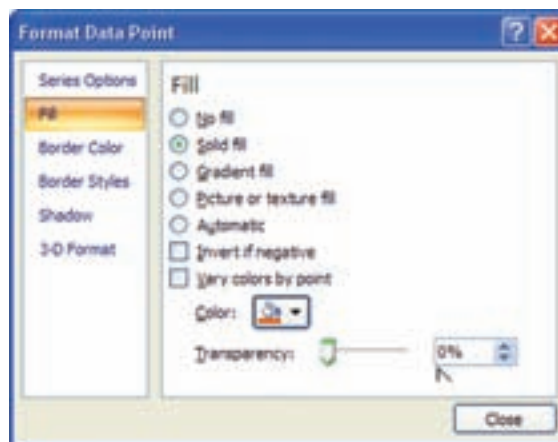 Format Data Point
Series Options
Fill
Border Color
Border Styles
Shadow
3-D Format
Fill
No fill
Solid fill
Gradient fill
Picture or texture fill
Automatic
Invert if negative
Vary colors by point
Color:
Transparency:
0%
Close